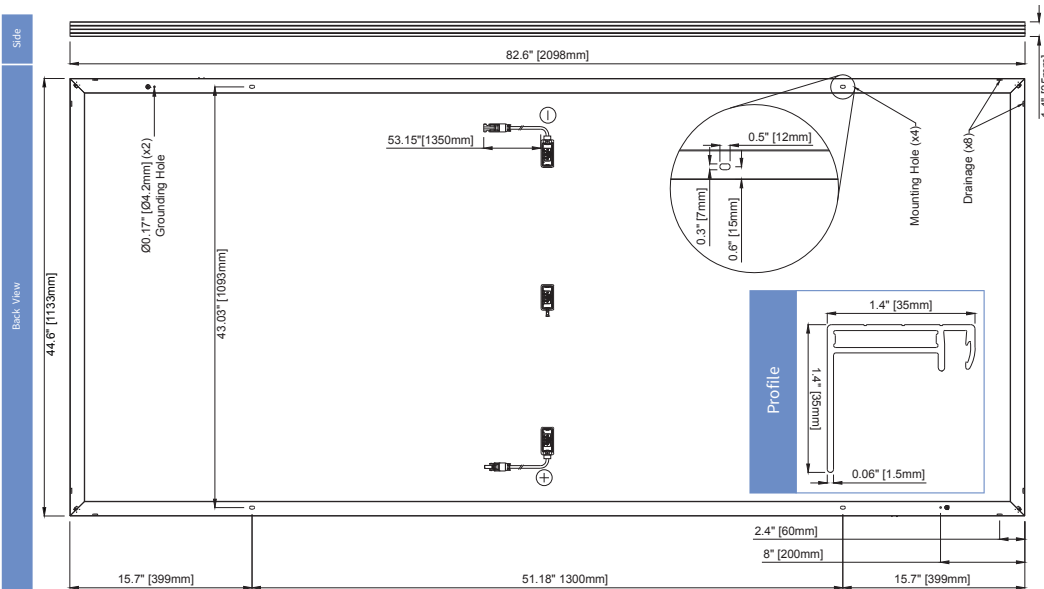 Side
82.6" [2098mm]
1.4" [35mm]
Back View
44.6" [1133mm]
Ø0.17" [Ø4.2mm] (x2)
Grounding Hole
43.03" [1093mm]
53.15"[1350mm]
0.5" [12mm]
0.3" [7mm]
0.6" [15mm]
Mounting Hole (x4)
Drainage (x8)
Profile
1.4" [35mm]
1.4" [35mm]
0.06" [1.5mm]
2.4" [60mm]
8" [200mm]
15.7" [399mm]
51.18" 1300mm]
15.7" [399mm]